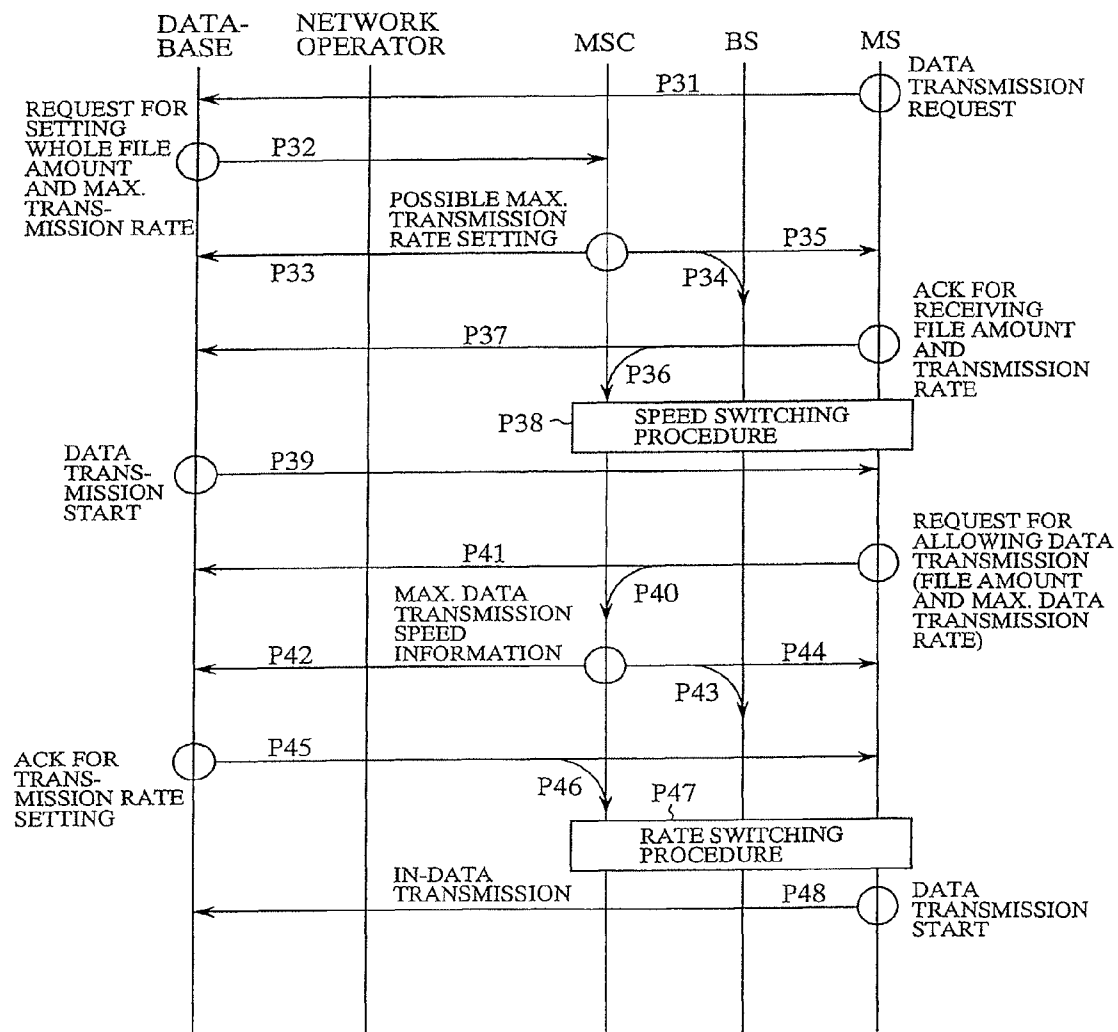 DATA-
BASE
NETWORK
OPERATOR
MSC
BS
MS
P31
DATA
TRANSMISSION
REQUEST
REQUEST FOR
SETTING
WHOLE FILE
AMOUNT
AND MAX.
TRANS-
MISSION RATE
P32
POSSIBLE MAX.
TRANSMISSION
RATE SETTING
P33
P34
P35
ACK FOR
RECEIVING
FILE AMOUNT
AND
TRANSMISSION
RATE
P37
P36
P38
SPEED SWITCHING
PROCEDURE
DATA
TRANS-
MISSION
START
P39
REQUEST FOR
ALLOWING DATA
TRANSMISSION
(FILE AMOUNT
AND MAX. DATA
TRANSMISSION
RATE)
P41
P40
MAX. DATA
TRANSMISSION
SPEED
INFORMATION
P42
P44
P43
ACK FOR
TRANS-
MISSION RATE
SETTING
P45
P46
P47
RATE SWITCHING
PROCEDURE
IN-DATA
TRANSMISSION
P48
DATA
TRANSMISSION
START